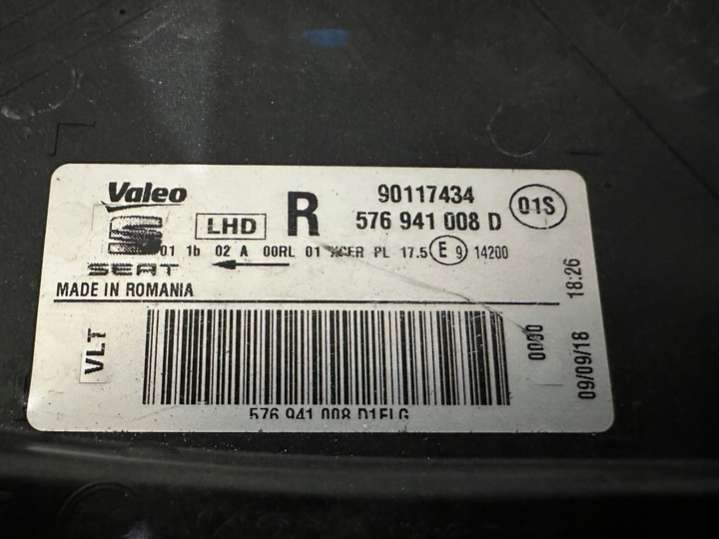 Valeo
LHD
R
90117434
576 941 008 D
01S
01 1b 02 A 00RL 01 PL 17.5 E 9 14200
SEAT
MADE IN ROMANIA
VLT
0000
09/09/18 18:26
576 941 008 D1ELG